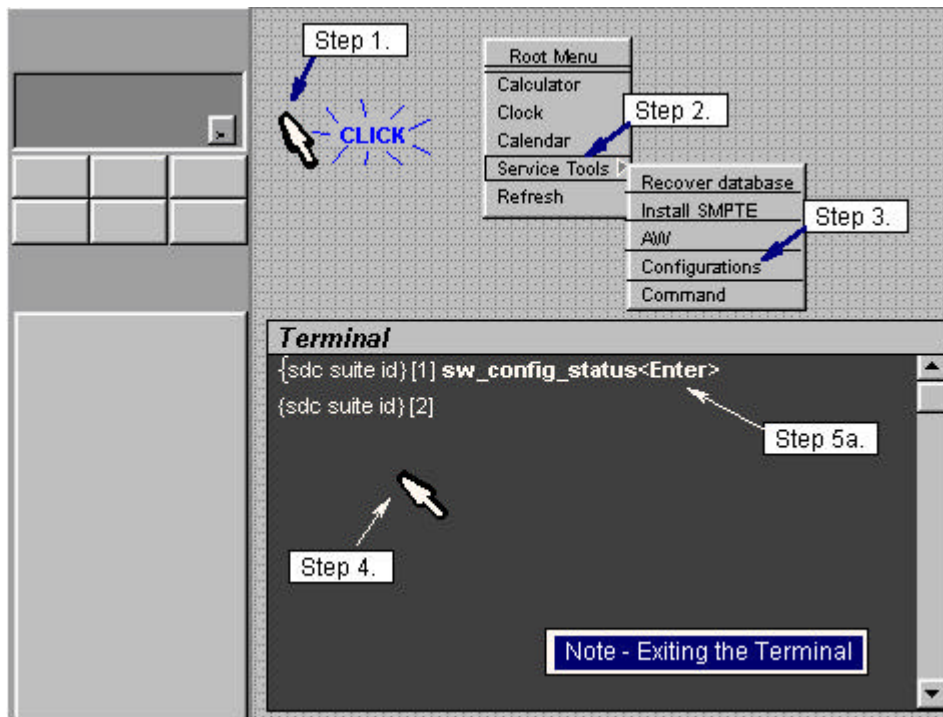 Step 1.
CLICK
Root Menu
Calculator
Clock
Calendar
Service Tools
Refresh
Step 2.
Recover database
Install SMPTE
AW
Configurations
Command
Step 3.
Terminal
{sdc suite id}[1] sw_config_status<Enter>
{sdc suite id}[2]
Step 5a.
Step 4.
Note - Exiting the Terminal